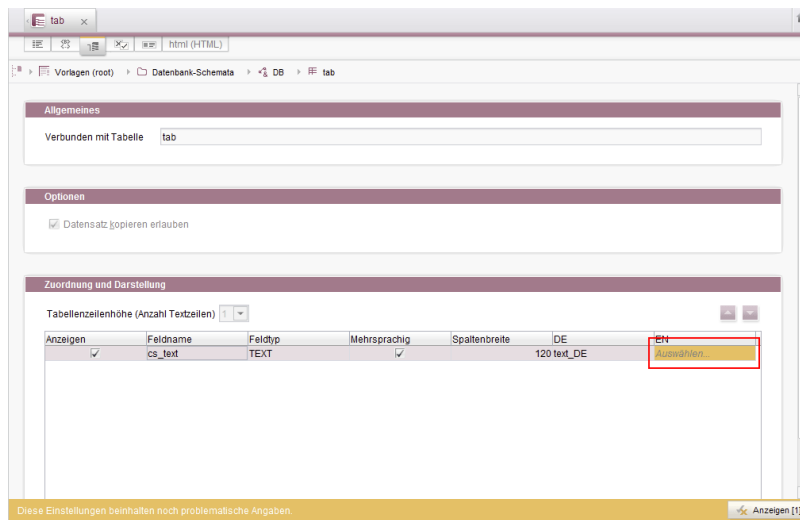 tab
html (HTML)
Vorlagen (root) Datenbank-Schemata DB tab
Allgemeines
Verbunden mit Tabelle tab
Optionen
Datensatz kopieren erlauben
Zuordnung und Darstellung
Tabellenzeilenhöhe (Anzahl Textzeilen) 1
Anzeigen Feldname Feldtyp Mehrsprachig Spaltenbreite DE EN
cs_text TEXT 120 text_DE Auswählen...
Diese Einstellungen beinhalten noch problematische Angaben. Anzeigen [1]